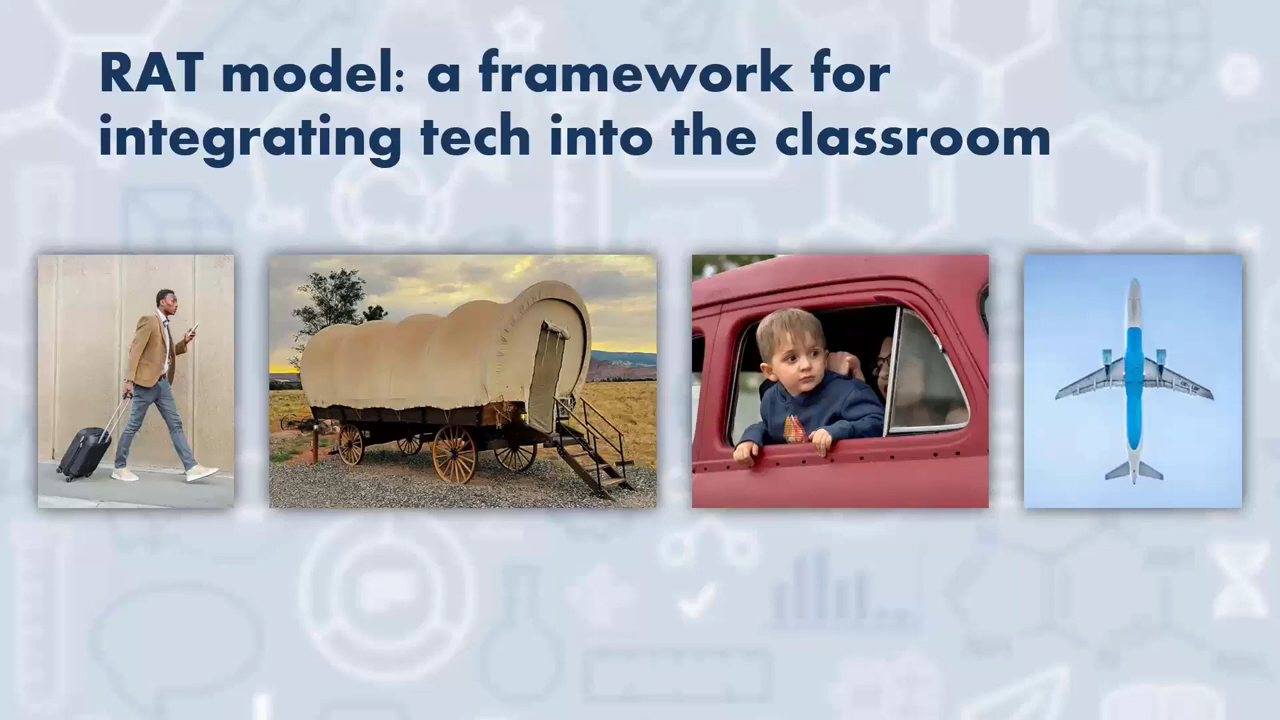 RAT model: a framework for
integrating tech into the classroom